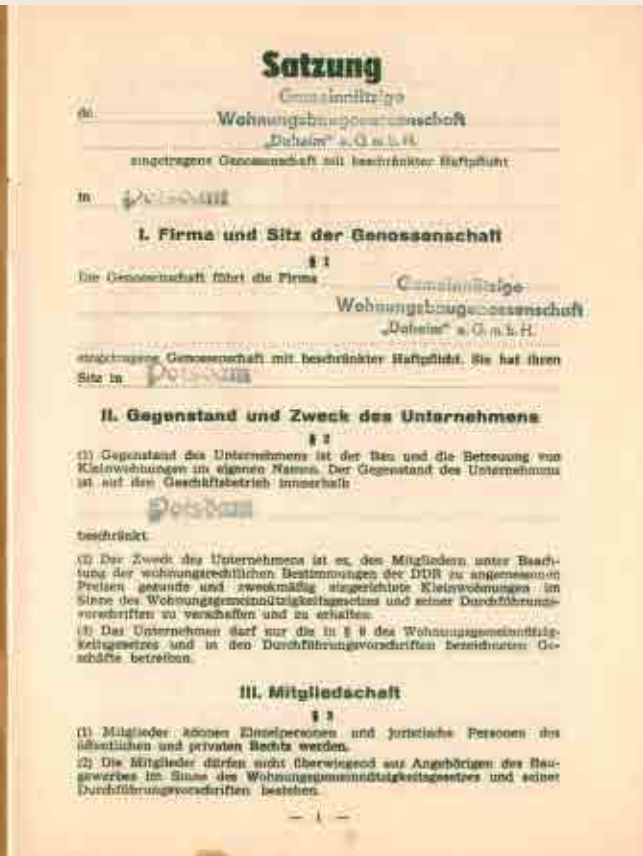 Satzung
Gemeinnützige
der
Wohnungsbaugenossenschaft
„Daheim" e. G. m. b. H.
eingetragene Genossenschaft mit beschränkter Haftpflicht
in Potsdam
I. Firma und Sitz der Genossenschaft
§ 1
Die Genossenschaft führt die Firma
Gemeinnützige
Wohnungsbaugenossenschaft
„Daheim" e. G. m. b. H.
eingetragene Genossenschaft mit beschränkter Haftpflicht. Sie hat ihren
Sitz in Potsdam
II. Gegenstand und Zweck des Unternehmens
§ 2
(1) Gegenstand des Unternehmens ist der Bau und die Betreuung von
Kleinwohnungen im eigenen Namen. Der Gegenstand des Unternehmens
ist auf den Geschäftsbetrieb innerhalb
Potsdam
beschränkt.
(2) Der Zweck des Unternehmens ist es, den Mitgliedern unter Beach-
tung der wohnungsrechtlichen Bestimmungen der DDR zu angemessenen
Preisen gesunde und zweckmäßig eingerichtete Kleinwohnungen im
Sinne des Wohnungsgemeinnützigkeitsgesetzes und seiner Durchführungs-
vorschriften zu verschaffen und zu erhalten.
(3) Das Unternehmen darf nur die in § 6 des Wohnungsgemeinnützig-
keitsgesetzes und in den Durchführungsvorschriften bezeichneten Ge-
schäfte betreiben.
III. Mitgliedschaft
§ 3
(1) Mitglieder können Einzelpersonen und juristische Personen des
öffentlichen und privaten Rechts werden.
(2) Die Mitglieder dürfen nicht überwiegend aus Angehörigen des Bau-
gewerbes im Sinne des Wohnungsgemeinnützigkeitsgesetzes und seiner
Durchführungsvorschriften bestehen.
— 1 —